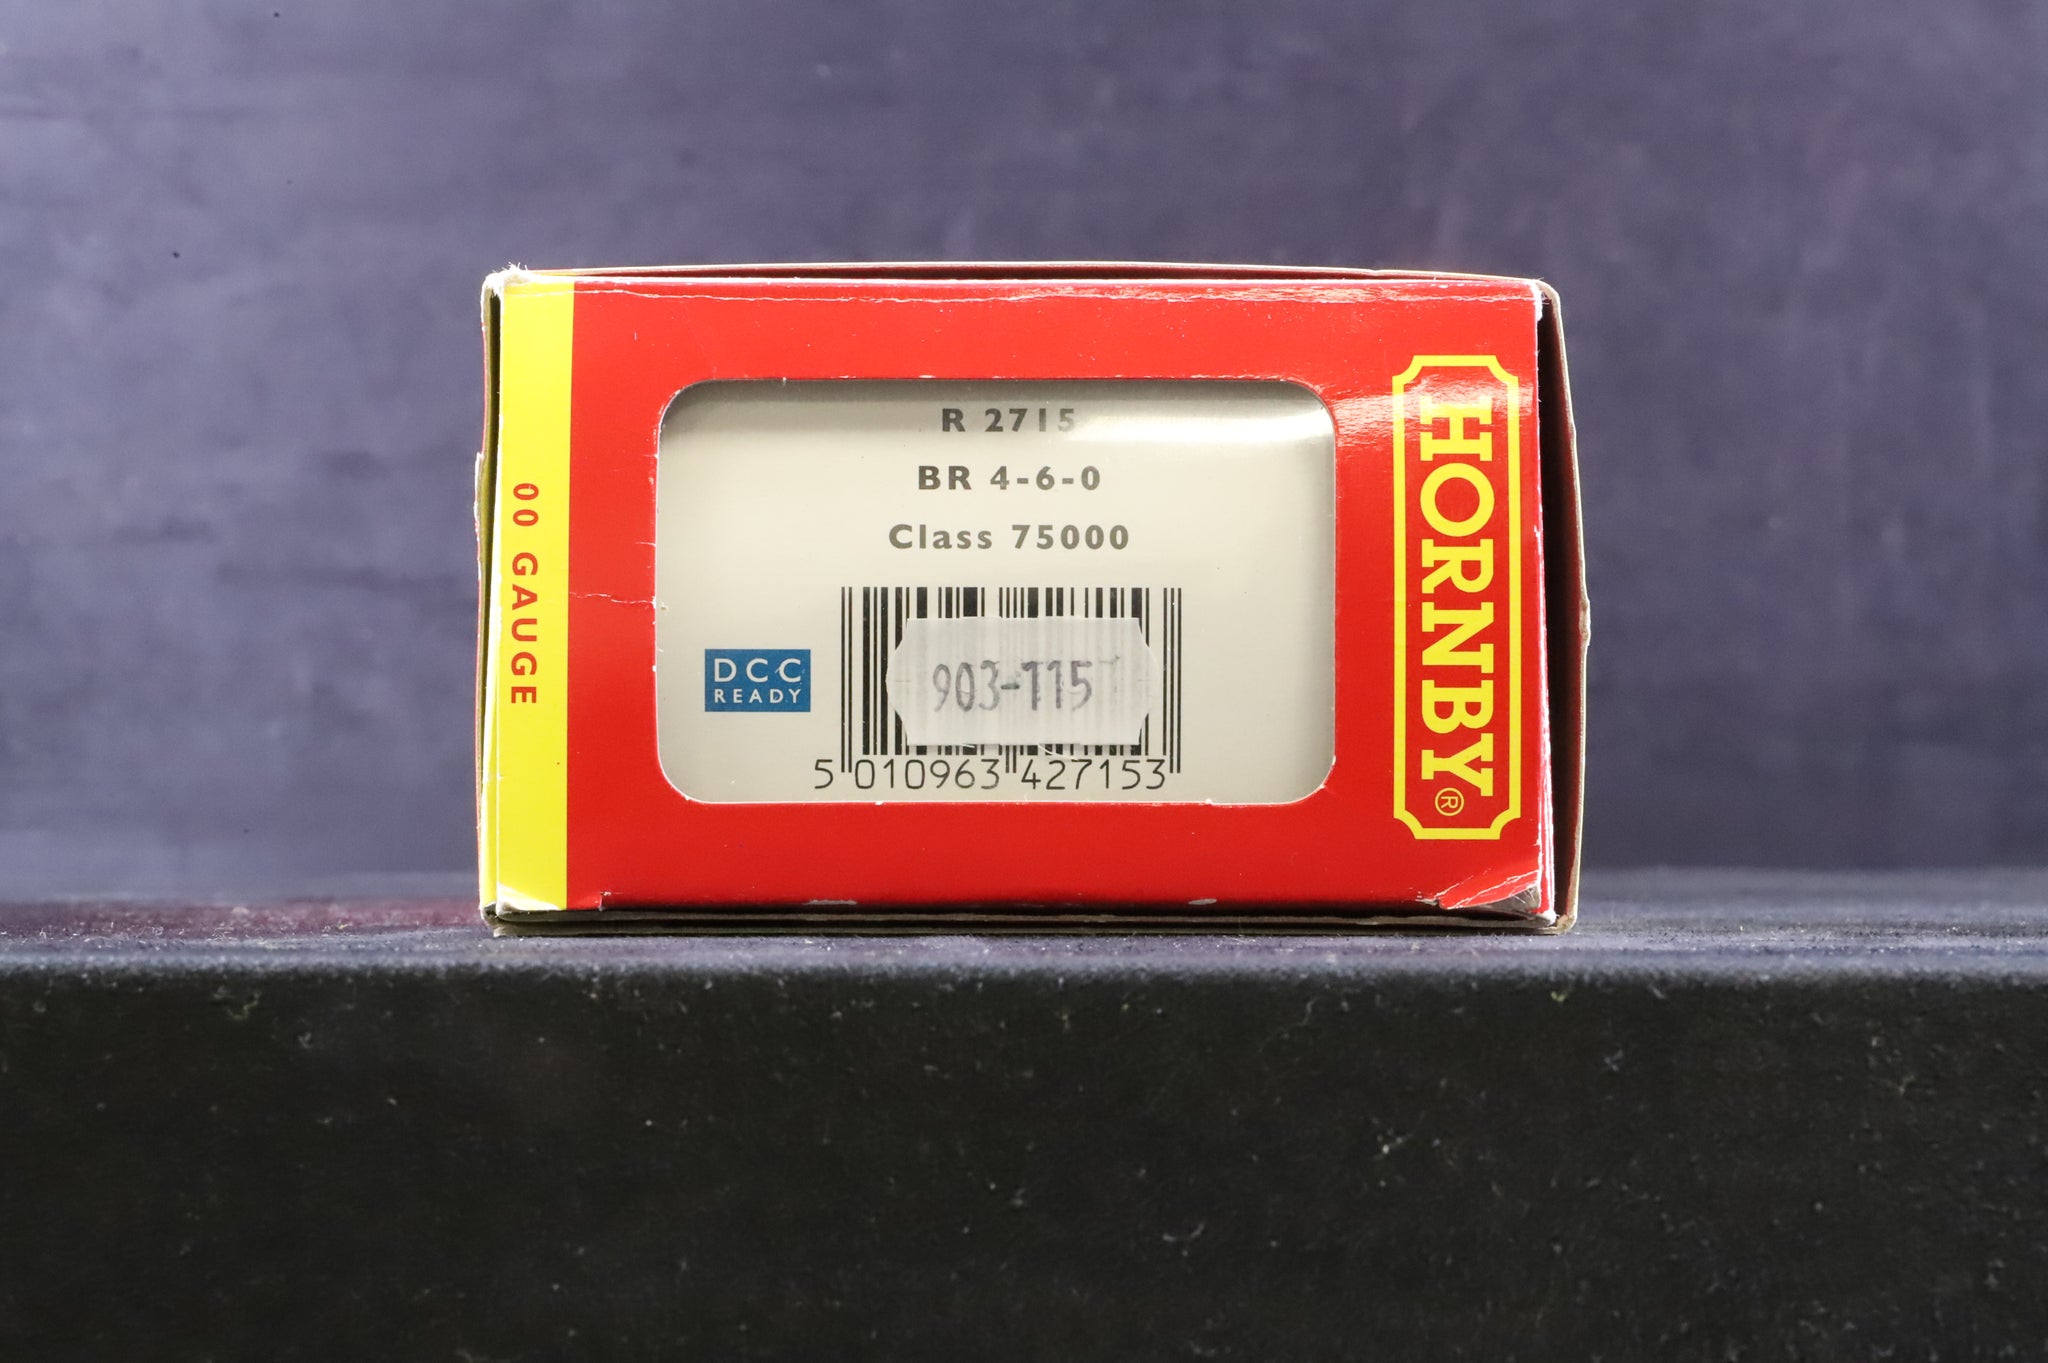 00 GAUGE
R 2715
BR 4-6-0
Class 75000
DCC
READY
903-115
5 010963 427153
HORNBY®